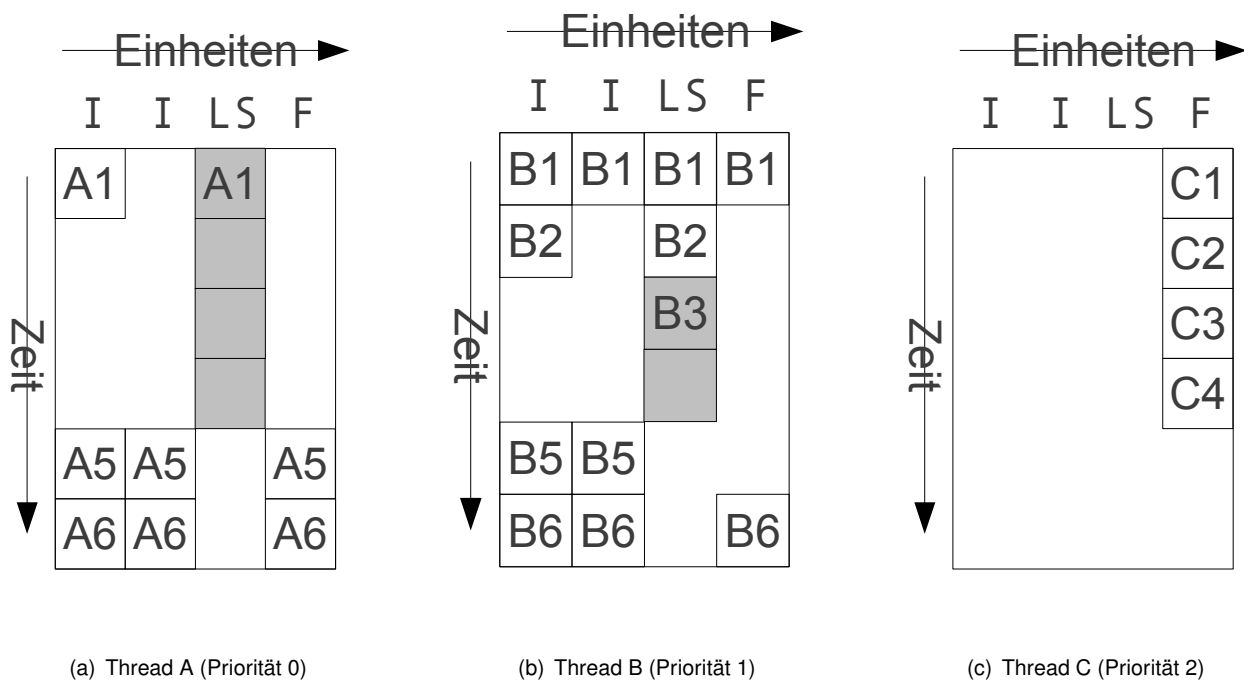 Einheiten
I I LS F
Zeit
A1 A1
A5 A5 A5
A6 A6 A6
(a) Thread A (Priorität 0)
Einheiten
I I LS F
Zeit
B1 B1 B1 B1
B2 B2
B3
B5 B5
B6 B6 B6
(b) Thread B (Priorität 1)
Einheiten
I I LS F
Zeit
C1
C2
C3
C4
(c) Thread C (Priorität 2)